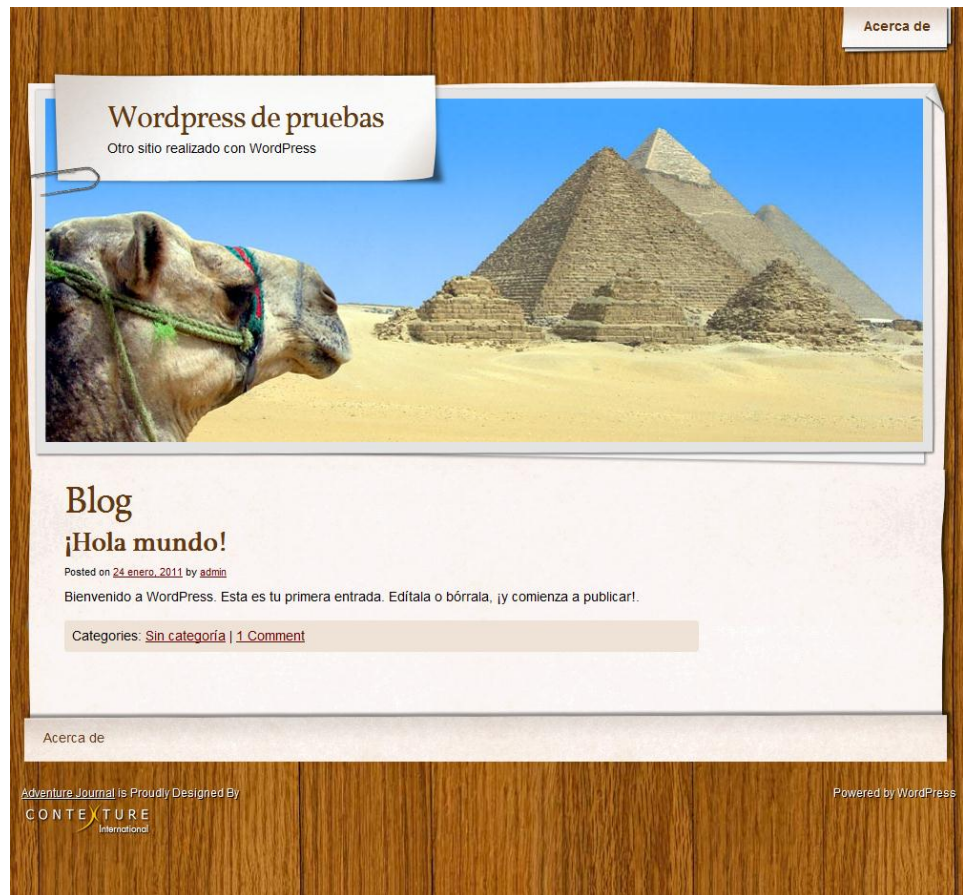 Acerca de
Wordpress de pruebas
Otro sitio realizado con WordPress
Blog
¡Hola mundo!
Posted on 24 enero, 2011 by admin
Bienvenido a WordPress. Esta es tu primera entrada. Edítala o bórrala, ¡y comienza a publicar!.
Categories: Sin categoría | 1 Comment
Acerca de
Adventure Journal is Proudly Designed By
Powered by WordPress
CONTEXTURE
International